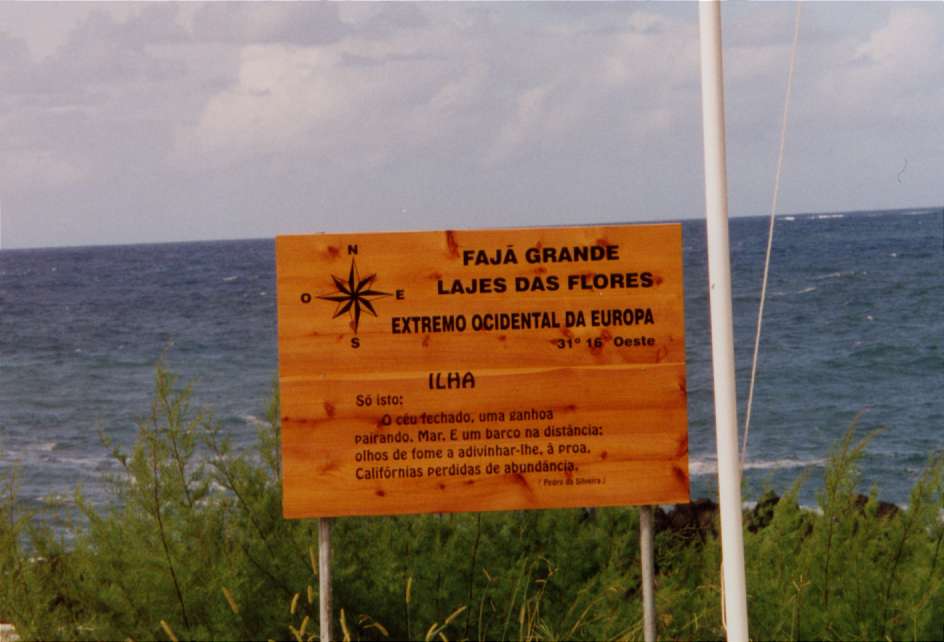 N
O E
S
FAJÃ GRANDE
LAJES DAS FLORES
EXTREMO OCIDENTAL DA EUROPA
31º 16 Oeste
ILHA
Só isto:
O céu fechado, uma ganhoa
pairando. Mar. E um barco na distância:
olhos de fome a adivinhar-lhe, à proa,
Califórnias perdidas de abundância.
( Pedro da Silveira )